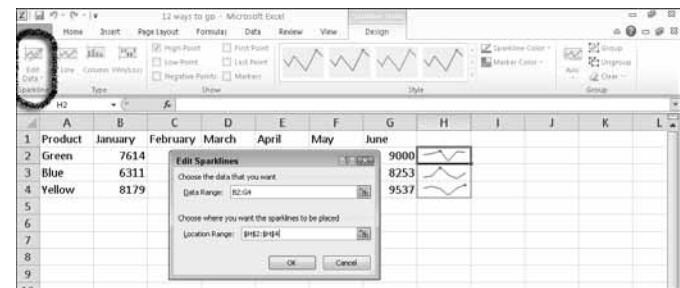 12 ways to go - Microsoft Excel
Home Insert Page Layout Formulas Data Review View Design
High Point First Point Sparkline Color Group
Edit Data Line Column Win/Loss Low Point Last Point Marker Color Axis Ungroup
Negative Points Markers Clear
Type Show Style Group
H2 fx
A B C D E F G H I J K L
1 Product January February March April May June
2 Green 7614 9000
3 Blue 6311 8253
4 Yellow 8179 9537
5
6
7
8
9
Edit Sparklines
Choose the data that you want
Data Range: B2:G4
Choose where you want the sparklines to be placed
Location Range: $H$2:$H$4
OK Cancel